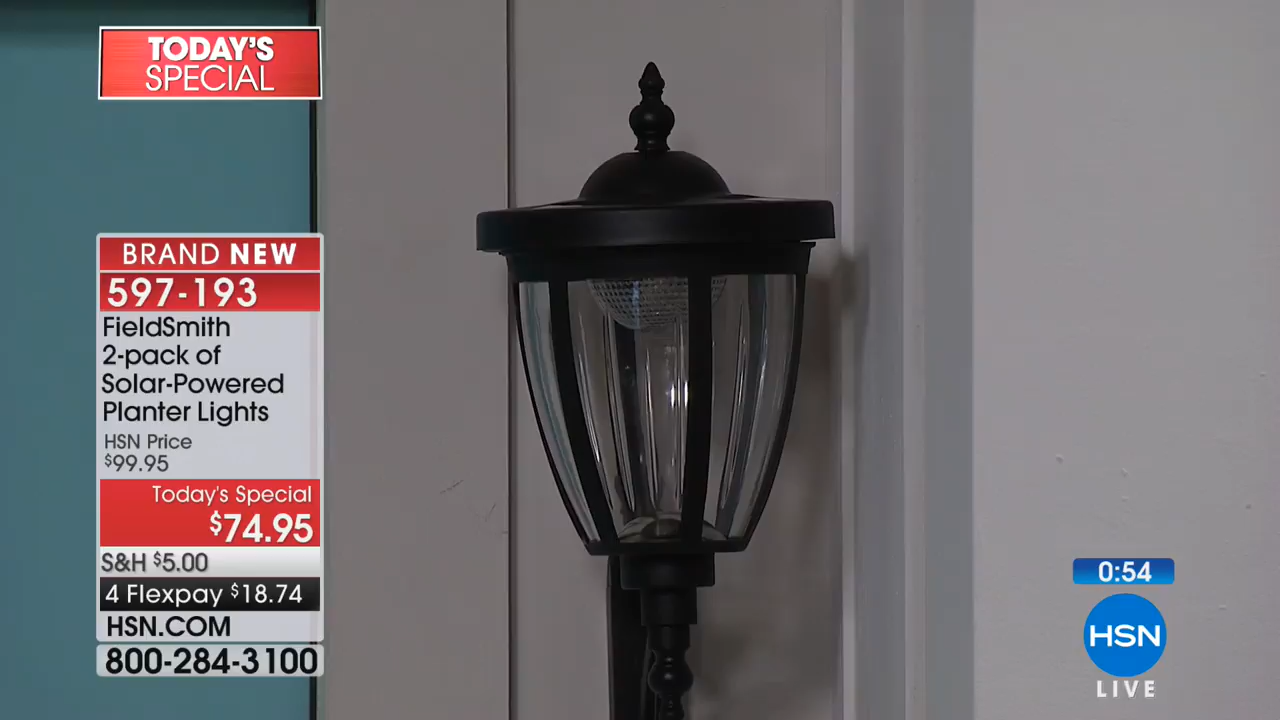 TODAY'S
SPECIAL
BRAND NEW
597-193
FieldSmith
2-pack of
Solar-Powered
Planter Lights
HSN Price
$99.95
Today's Special
$74.95
S&H $5.00
4 Flexpay $18.74
HSN.COM
800-284-3100
0:54
HSN
LIVE